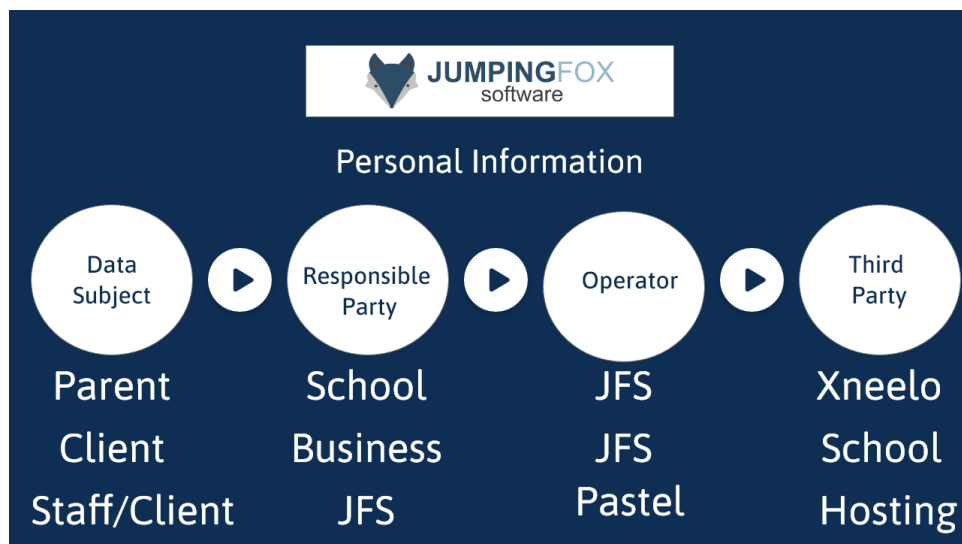 JUMPINGFOX
software
Personal Information
Data
Subject
Responsible
Party
Operator
Third
Party
Parent School JFS Xneelo
Client Business JFS School
Staff/Client JFS Pastel Hosting